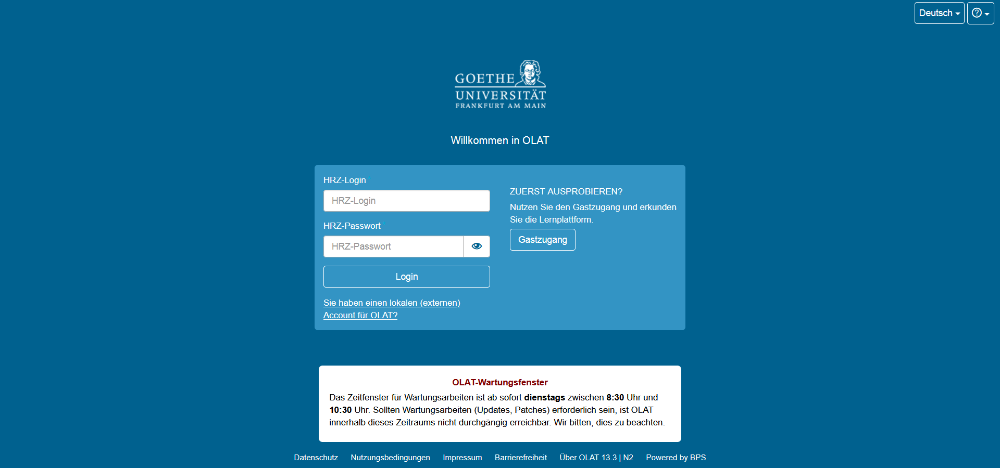 Deutsch
GOETHE
UNIVERSITÄT
FRANKFURT AM MAIN
Willkommen in OLAT
HRZ-Login *
HRZ-Login
HRZ-Passwort *
HRZ-Passwort
Login
Sie haben einen lokalen (externen)
Account für OLAT?
ZUERST AUSPROBIEREN?
Nutzen Sie den Gastzugang und erkunden
Sie die Lernplattform.
Gastzugang
OLAT-Wartungsfenster
Das Zeitfenster für Wartungsarbeiten ist ab sofort dienstags zwischen 8:30 Uhr und
10:30 Uhr. Sollten Wartungsarbeiten (Updates, Patches) erforderlich sein, ist OLAT
innerhalb dieses Zeitraums nicht durchgängig erreichbar. Wir bitten, dies zu beachten.
Datenschutz Nutzungsbedingungen Impressum Barrierefreiheit Über OLAT 13.3 | N2 Powered by BPS